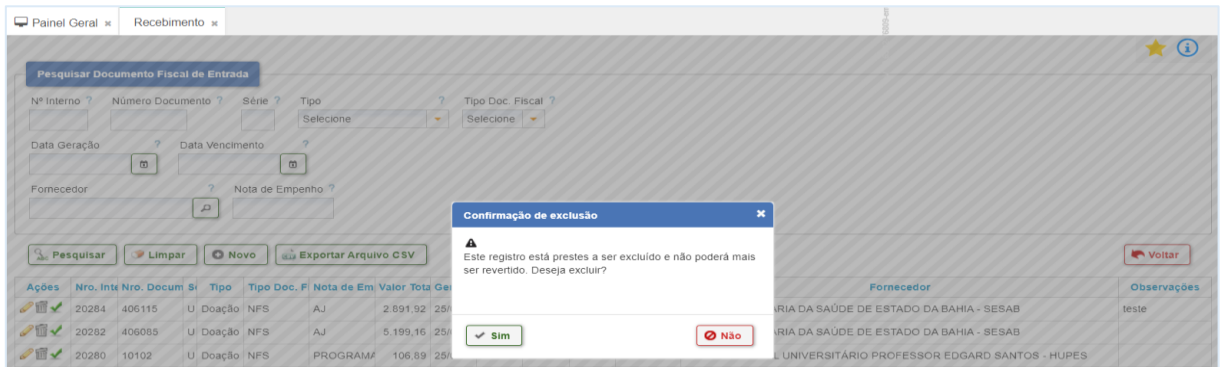 Painel Geral × Recebimento ×
Pesquisar Documento Fiscal de Entrada
Nº Interno ? Número Documento ? Série ? Tipo ? Tipo Doc. Fiscal ?
Selecione Selecione
Data Geração ? Data Vencimento ?
Fornecedor ? Nota de Empenho ?
Confirmação de exclusão ×
Este registro está prestes a ser excluído e não poderá mais
ser revertido. Deseja excluir?
Sim Não
Pesquisar Limpar Novo Exportar Arquivo CSV Voltar
Ações Nro. Inte Nro. Docum Tipo Tipo Doc. F Nota de Em Valor Tota Fornecedor Observações
20284 406115 U Doação NFS AJ 2.891,92 RIA DA SAÚDE DE ESTADO DA BAHIA - SESAB teste
20282 406085 U Doação NFS AJ 5.199,16 RIA DA SAÚDE DE ESTADO DA BAHIA - SESAB
20280 10102 U Doação NFS PROGRAMA 106,89 UNIVERSITÁRIO PROFESSOR EDGARD SANTOS - HUPES